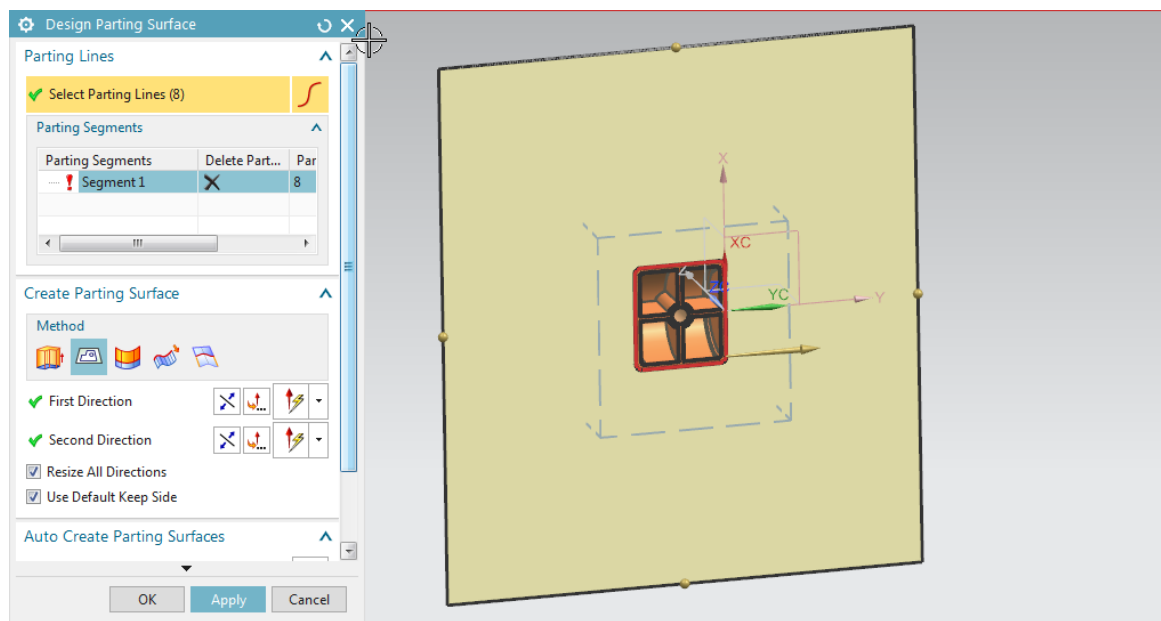 Design Parting Surface
Parting Lines
Select Parting Lines (8)
Parting Segments
Parting Segments Delete Part... Par
Segment 1 8
Create Parting Surface
Method
First Direction
Second Direction
Resize All Directions
Use Default Keep Side
Auto Create Parting Surfaces
OK Apply Cancel
X
XC
YC
Y